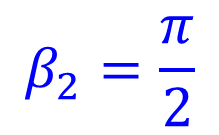 β₂ = π/2